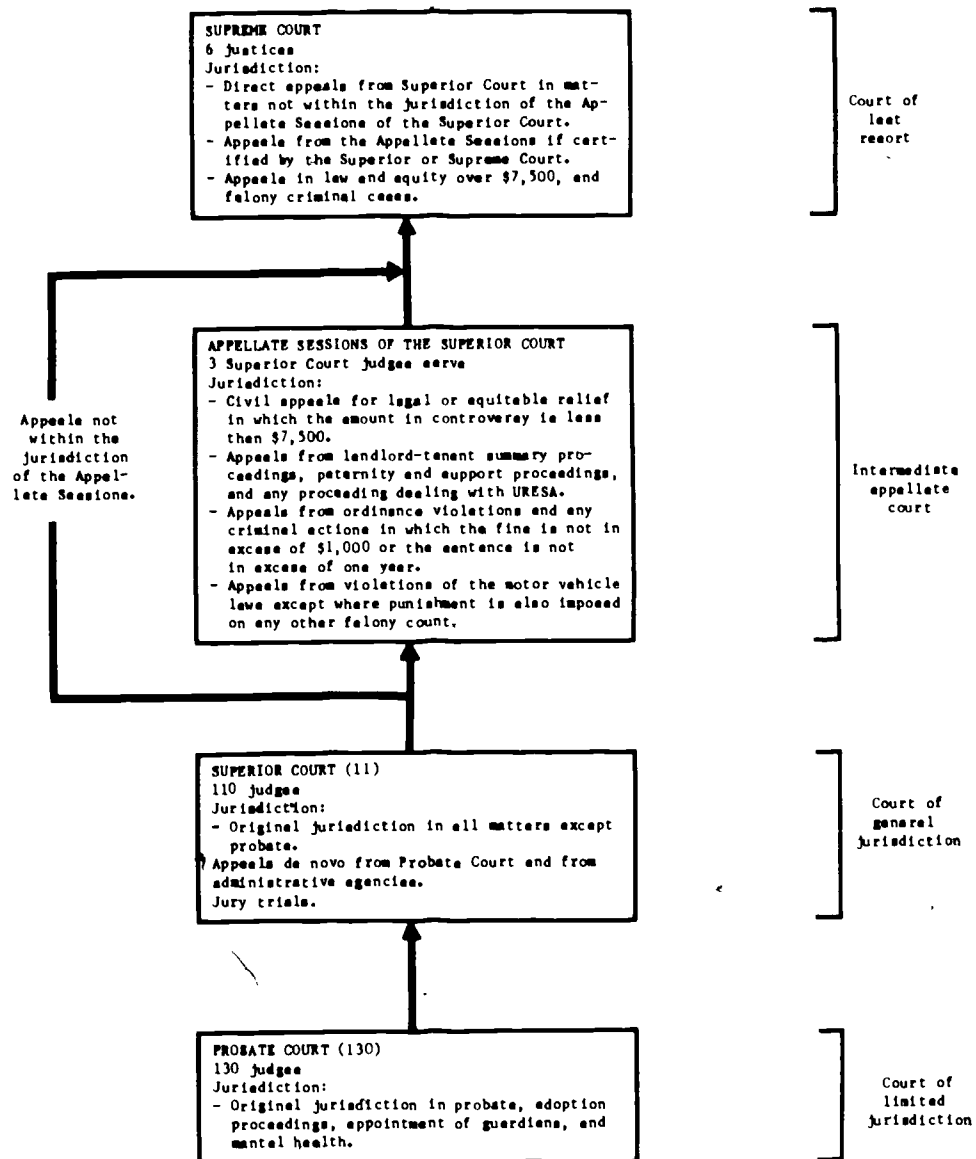 SUPREME COURT
6 justices
Jurisdiction:
- Direct appeals from Superior Court in mat-
ters not within the jurisdiction of the Ap-
pellate Sessions of the Superior Court.
- Appeals from the Appellate Sessions if cert-
ified by the Superior or Supreme Court.
- Appeals in law and equity over $7,500, and
felony criminal cases.
Court of
last
resort
APPELLATE SESSIONS OF THE SUPERIOR COURT
3 Superior Court judges serve
Jurisdiction:
- Civil appeals for legal or equitable relief
in which the amount in controversy is less
than $7,500.
- Appeals from landlord-tenant summary pro-
ceedings, paternity and support proceedings,
and any proceeding dealing with URESA.
- Appeals from ordinance violations and any
criminal actions in which the fine is not in
excess of $1,000 or the sentence is not
in excess of one year.
- Appeals from violations of the motor vehicle
laws except where punishment is also imposed
on any other felony count.
Appeals not
within the
jurisdiction
of the Appel-
late Sessions.
Intermediate
appellate
court
SUPERIOR COURT (11)
110 judges
Jurisdiction:
- Original jurisdiction in all matters except
probate.
Appeals de novo from Probate Court and from
administrative agencies.
Jury trials.
Court of
general
jurisdiction
PROBATE COURT (130)
130 judges
Jurisdiction:
- Original jurisdiction in probate, adoption
proceedings, appointment of guardians, and
mental health.
Court of
limited
jurisdiction